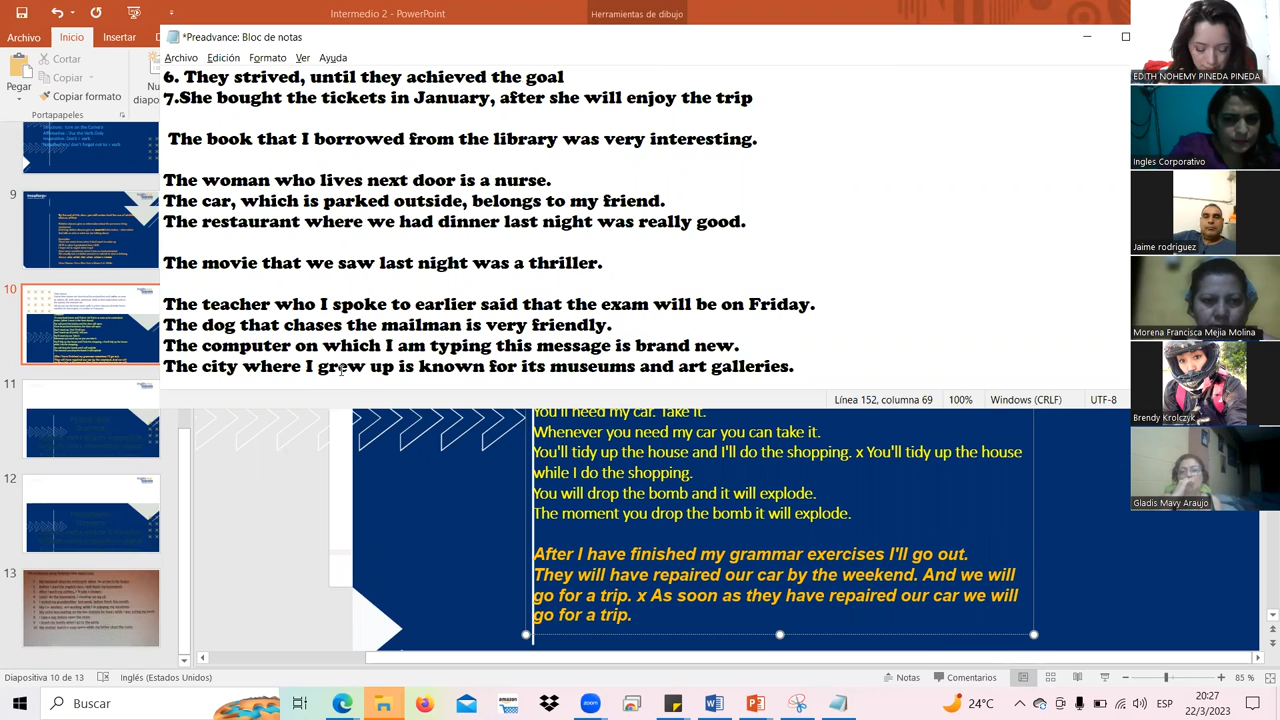 Intermedio 2 - PowerPoint
Herramientas de dibujo
Archivo
Inicio
Insertar
Cortar
Copiar
Copiar formato
Pegar
Portapapeles
diapo
*Preadvance: Bloc de notas
Archivo Edición Formato Ver Ayuda
6. They strived, until they achieved the goal
7.She bought the tickets in January, after she will enjoy the trip
The book that I borrowed from the library was very interesting.
The woman who lives next door is a nurse.
The car, which is parked outside, belongs to my friend.
The restaurant where we had dinner last night was really good.
The movie that we saw last night was a thriller.
The teacher who I spoke to earlier said that the exam will be on Friday.
The dog that chases the mailman is very friendly.
The computer on which I am typing this message is brand new.
The city where I grew up is known for its museums and art galleries.
Línea 152, columna 69
100%
Windows (CRLF)
UTF-8
You'll need my car. Take it.
Whenever you need my car you can take it.
You'll tidy up the house and I'll do the shopping. x You'll tidy up the house
while I do the shopping.
You will drop the bomb and it will explode.
The moment you drop the bomb it will explode.
After I have finished my grammar exercises I'll go out.
They will have repaired our car by the weekend. And we will
go for a trip. x As soon as they have repaired our car we will
go for a trip.
9
10
11
12
13
EDITH NOHEMY PINEDA PINEDA
Ingles Corporativo
Jaime rodriguez
Morena Francisca Mejia Molina
Brendy Krolczyk
Gladis Mavy Araujo
Diapositiva 10 de 13
Inglés (Estados Unidos)
Notas
Comentarios
85 %
Buscar
zoom
24°C
ESP
20:27
22/3/2023